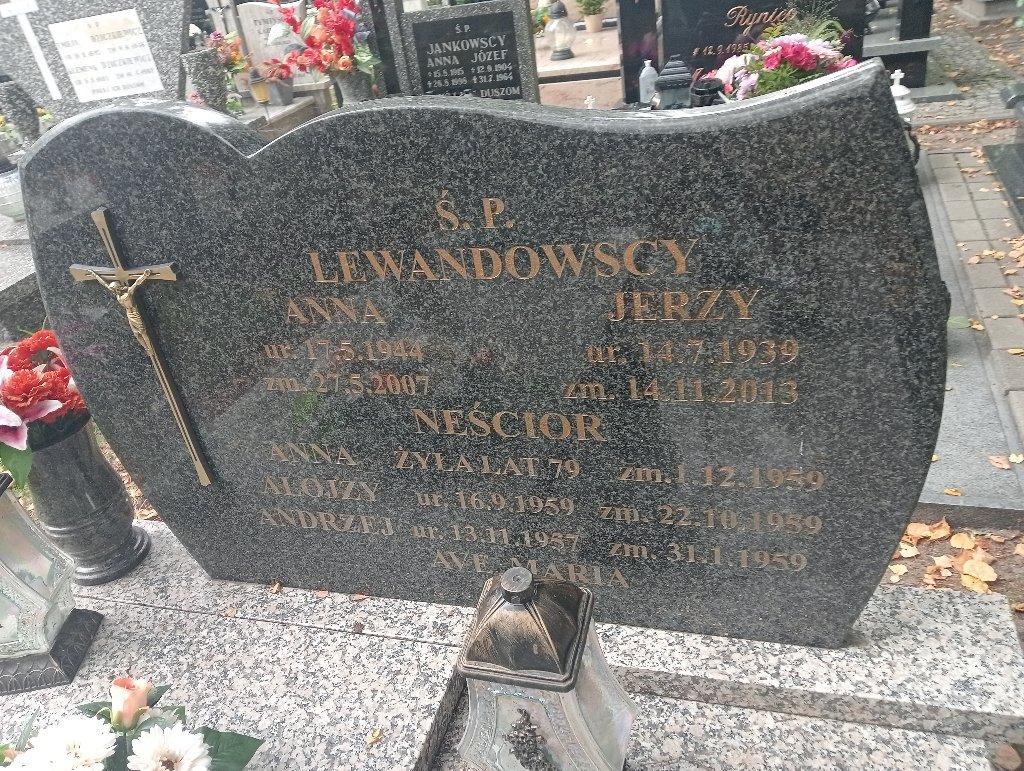 Ś. P.
JANKOWSCY
ANNA JÓZEF
DUSZOM
Ryniec
Ś. P.
LEWANDOWSCY
ANNA JERZY
ur. 17.5.1944 ur. 14.7.1939
zm. 27.5.2007 zm. 14.11.2013
NEŚCIOR
ANNA ŻYŁA LAT 79 zm.1 12.1959
ALOJZY ur. 16.9.1959 zm. 22.10.1959
ANDRZEJ ur. 13.11.1957 zm. 31.1.1959
AVE MARIA